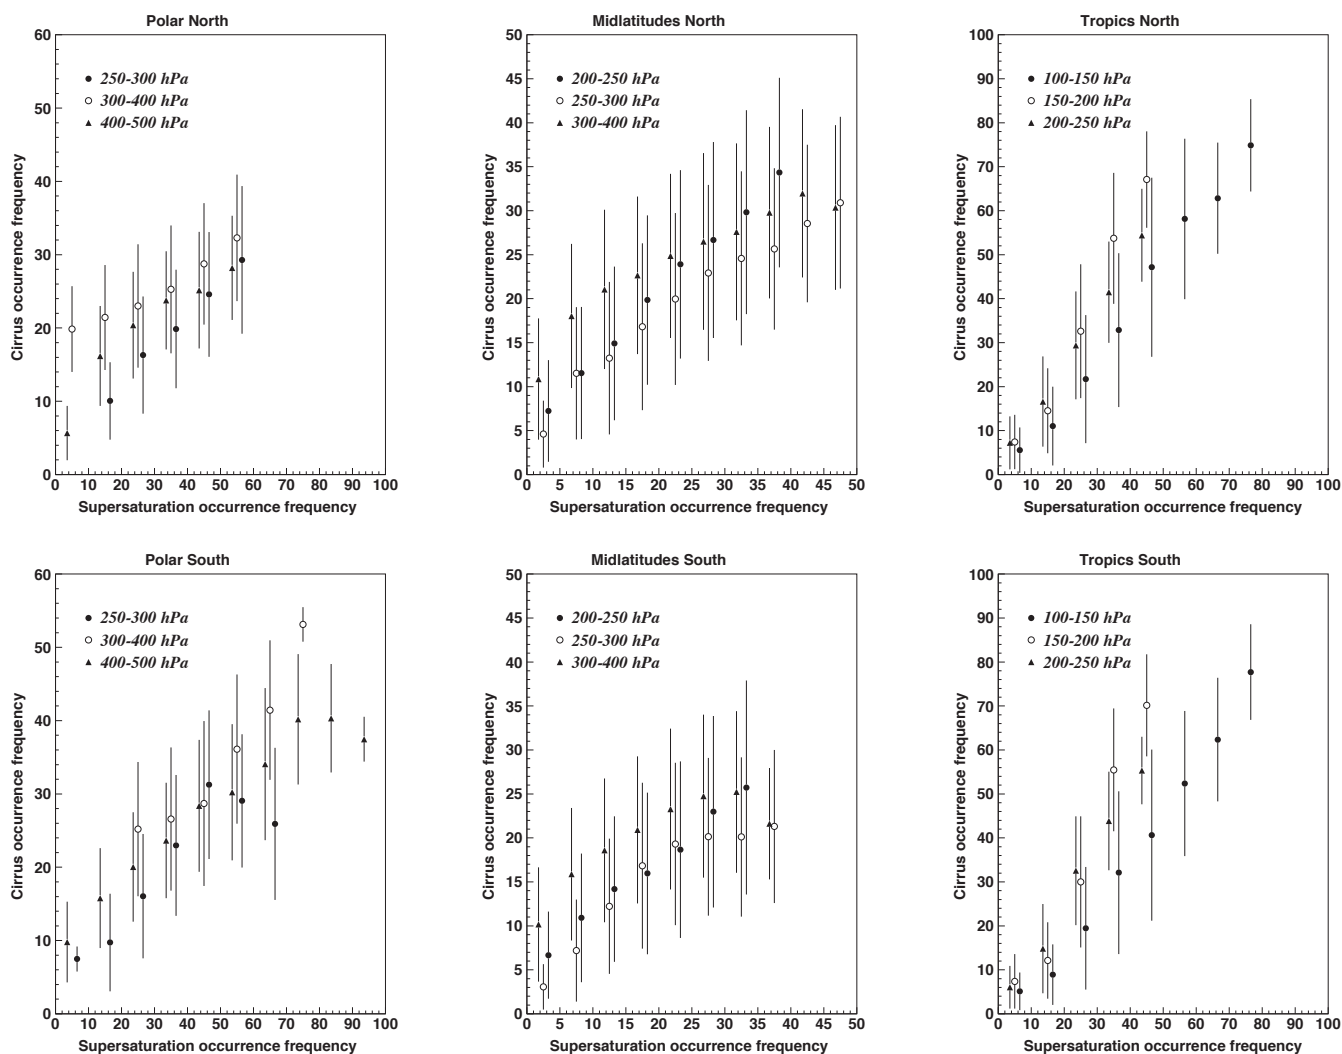 Polar North
60
50
40
30
20
10
0
Cirrus occurrence frequency
250-300 hPa
300-400 hPa
400-500 hPa
0 10 20 30 40 50 60 70 80 90 100
Supersaturation occurrence frequency
Midlatitudes North
50
45
40
35
30
25
20
15
10
5
0
Cirrus occurrence frequency
200-250 hPa
250-300 hPa
300-400 hPa
0 5 10 15 20 25 30 35 40 45 50
Supersaturation occurrence frequency
Tropics North
100
90
80
70
60
50
40
30
20
10
0
Cirrus occurrence frequency
100-150 hPa
150-200 hPa
200-250 hPa
0 10 20 30 40 50 60 70 80 90 100
Supersaturation occurrence frequency
Polar South
60
50
40
30
20
10
0
Cirrus occurrence frequency
250-300 hPa
300-400 hPa
400-500 hPa
0 10 20 30 40 50 60 70 80 90 100
Supersaturation occurrence frequency
Midlatitudes South
50
45
40
35
30
25
20
15
10
5
0
Cirrus occurrence frequency
200-250 hPa
250-300 hPa
300-400 hPa
0 5 10 15 20 25 30 35 40 45 50
Supersaturation occurrence frequency
Tropics South
100
90
80
70
60
50
40
30
20
10
0
Cirrus occurrence frequency
100-150 hPa
150-200 hPa
200-250 hPa
0 10 20 30 40 50 60 70 80 90 100
Supersaturation occurrence frequency